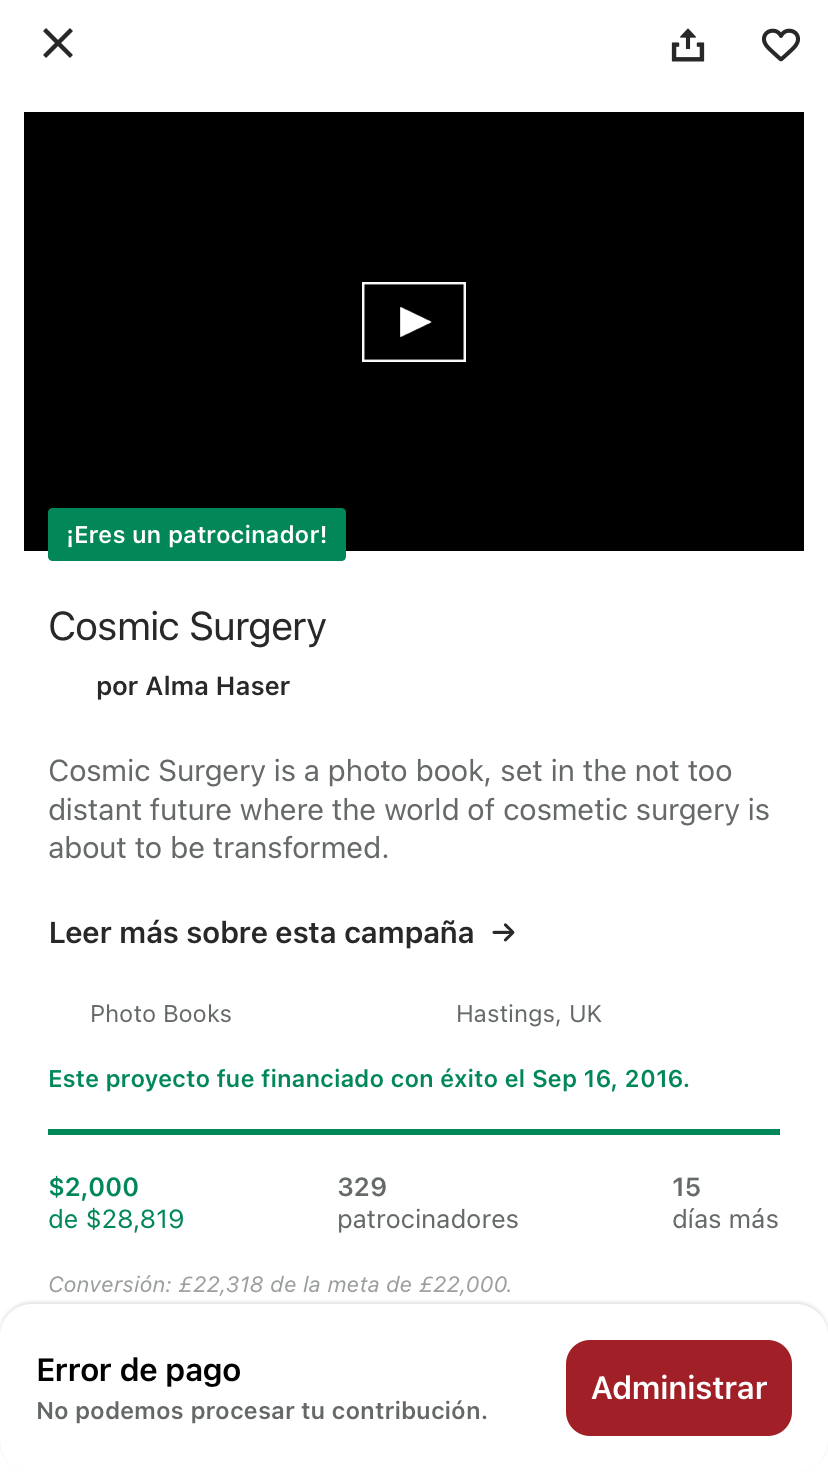 ¡Eres un patrocinador!
Cosmic Surgery
por Alma Haser
Cosmic Surgery is a photo book, set in the not too
distant future where the world of cosmetic surgery is
about to be transformed.
Leer más sobre esta campaña →
Photo Books
Hastings, UK
Este proyecto fue financiado con éxito el Sep 16, 2016.
$2,000
de $28,819
329
patrocinadores
15
días más
Conversión: £22,318 de la meta de £22,000.
Error de pago
No podemos procesar tu contribución.
Administrar